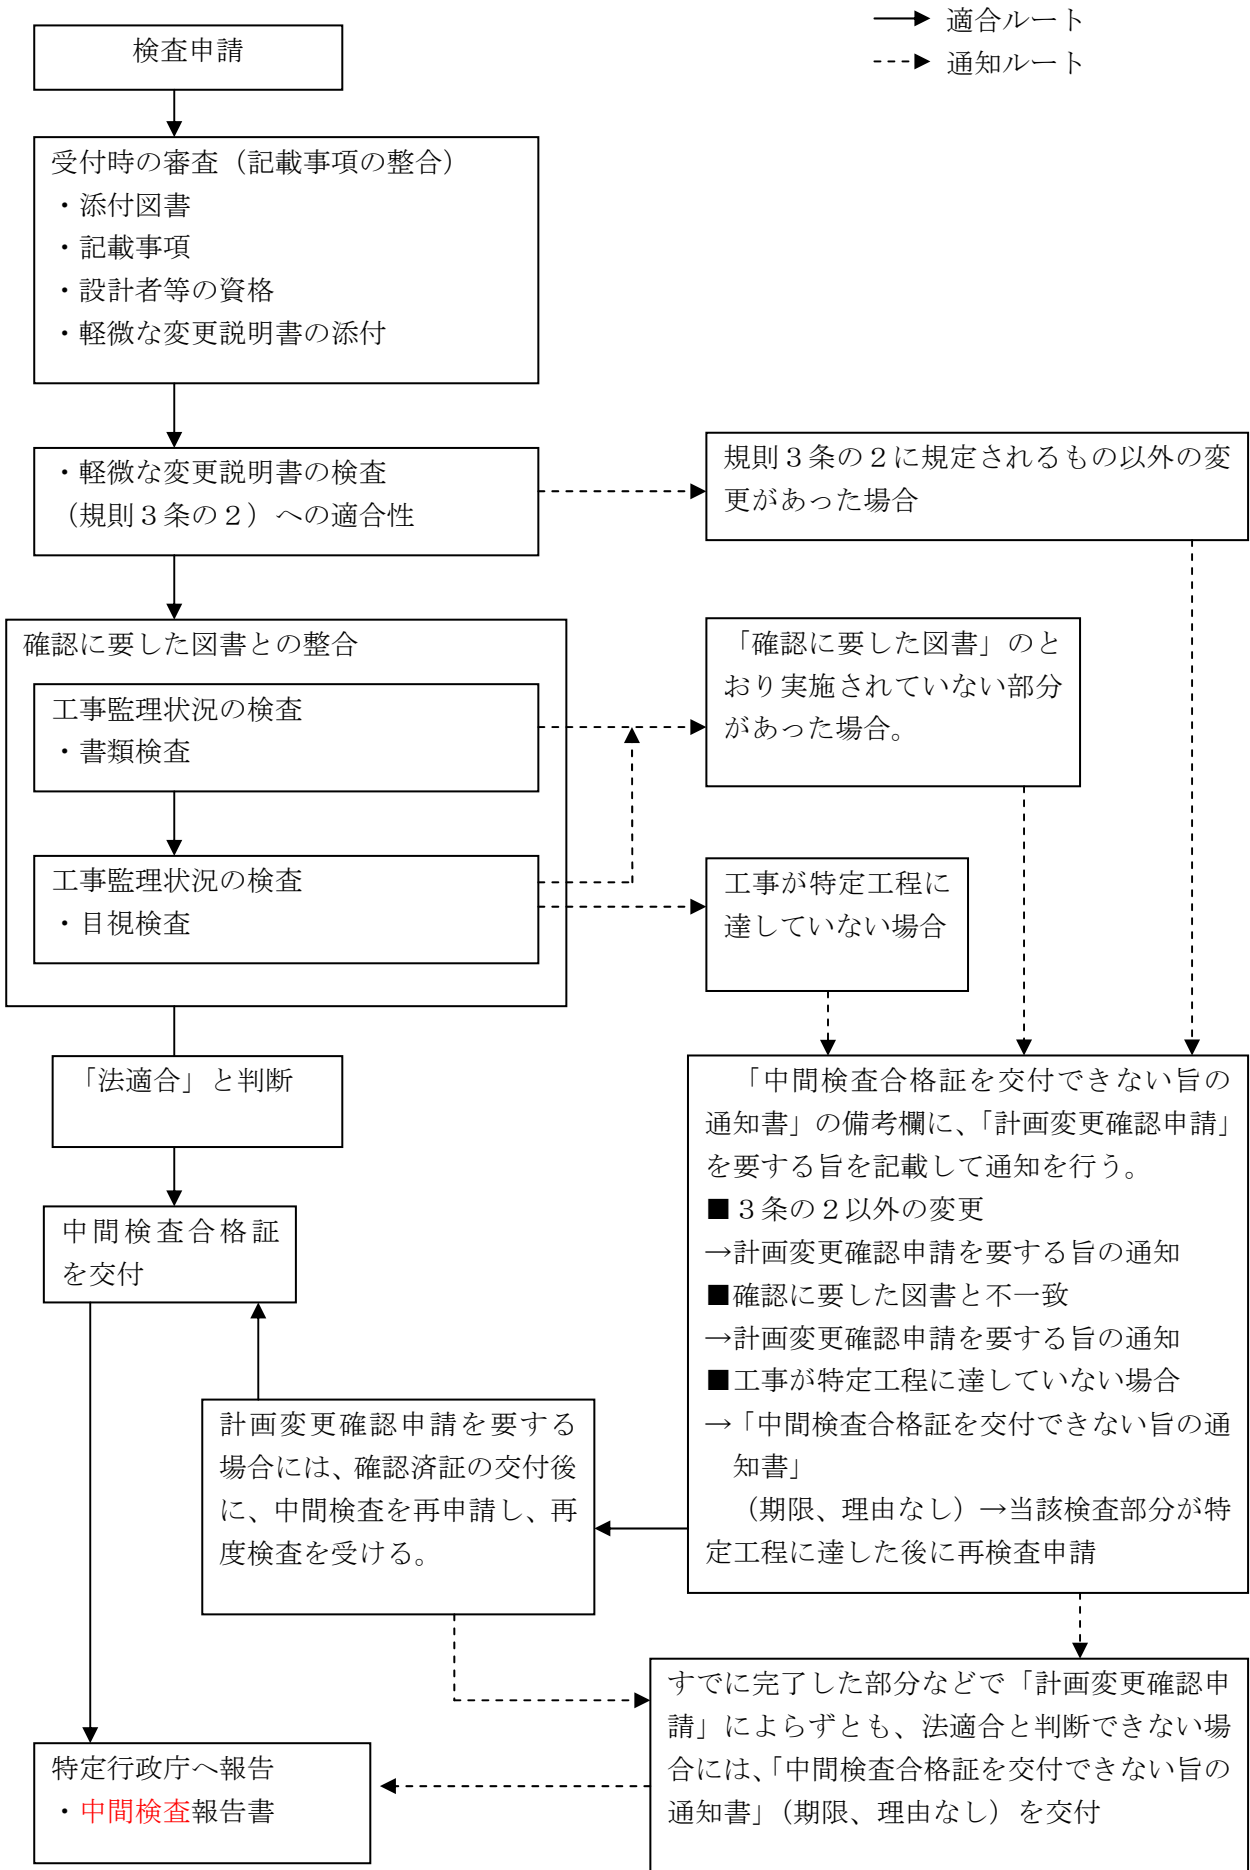 適合ルート
通知ルート
検査申請
受付時の審査（記載事項の整合）
・添付図書
・記載事項
・設計者等の資格
・軽微な変更説明書の添付
・軽微な変更説明書の検査
（規則３条の２）への適合性
規則３条の２に規定されるもの以外の変
更があった場合
確認に要した図書との整合
工事監理状況の検査
・書類検査
「確認に要した図書」のと
おり実施されていない部分
があった場合。
工事監理状況の検査
・目視検査
工事が特定工程に
達していない場合
「法適合」と判断
中間検査合格証
を交付
「中間検査合格証を交付できない旨の
通知書」の備考欄に、「計画変更確認申請」
を要する旨を記載して通知を行う。
■３条の２以外の変更
→計画変更確認申請を要する旨の通知
■確認に要した図書と不一致
→計画変更確認申請を要する旨の通知
■工事が特定工程に達していない場合
→「中間検査合格証を交付できない旨の通
知書」
（期限、理由なし）→当該検査部分が特
定工程に達した後に再検査申請
計画変更確認申請を要する
場合には、確認済証の交付後
に、中間検査を再申請し、再
度検査を受ける。
すでに完了した部分などで「計画変更確認申
請」によらずとも、法適合と判断できない場
合には、「中間検査合格証を交付できない旨の
通知書」（期限、理由なし）を交付
特定行政庁へ報告
・中間検査報告書